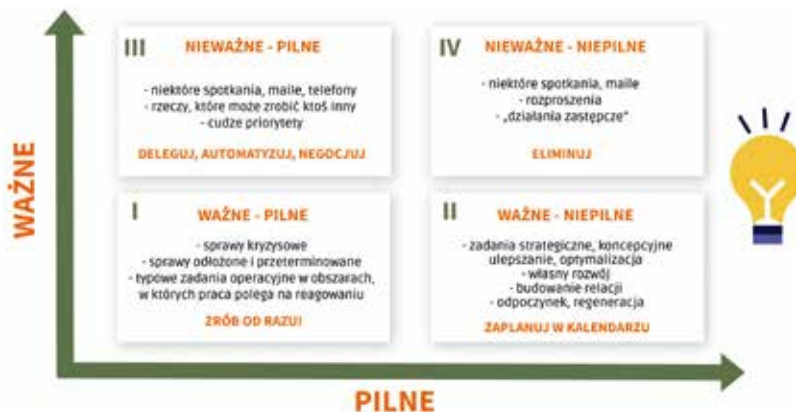 III
NIEWAŻNE - PILNE
- niektóre spotkania, maile, telefony
- rzeczy, które może zrobić ktoś inny
- cudze priorytety
DELEGUJ, AUTOMATYZUJ, NEGOCJUJ
IV
NIEWAŻNE - NIEPILNE
- niektóre spotkania, maile
- rozproszenia
- „działania zastępcze”
ELIMINUJ
WAŻNE
I
WAŻNE - PILNE
- sprawy kryzysowe
- sprawy odłożone i przeterminowane
- typowe zadania operacyjne w obszarach,
w których praca polega na reagowaniu
ZRÓB OD RAZU!
II
WAŻNE - NIEPILNE
- zadania strategiczne, koncepcyjne
ulepszanie, optymalizacja
- własny rozwój
- budowanie relacji
- odpoczynek, regeneracja
ZAPLANUJ W KALENDARZU
PILNE